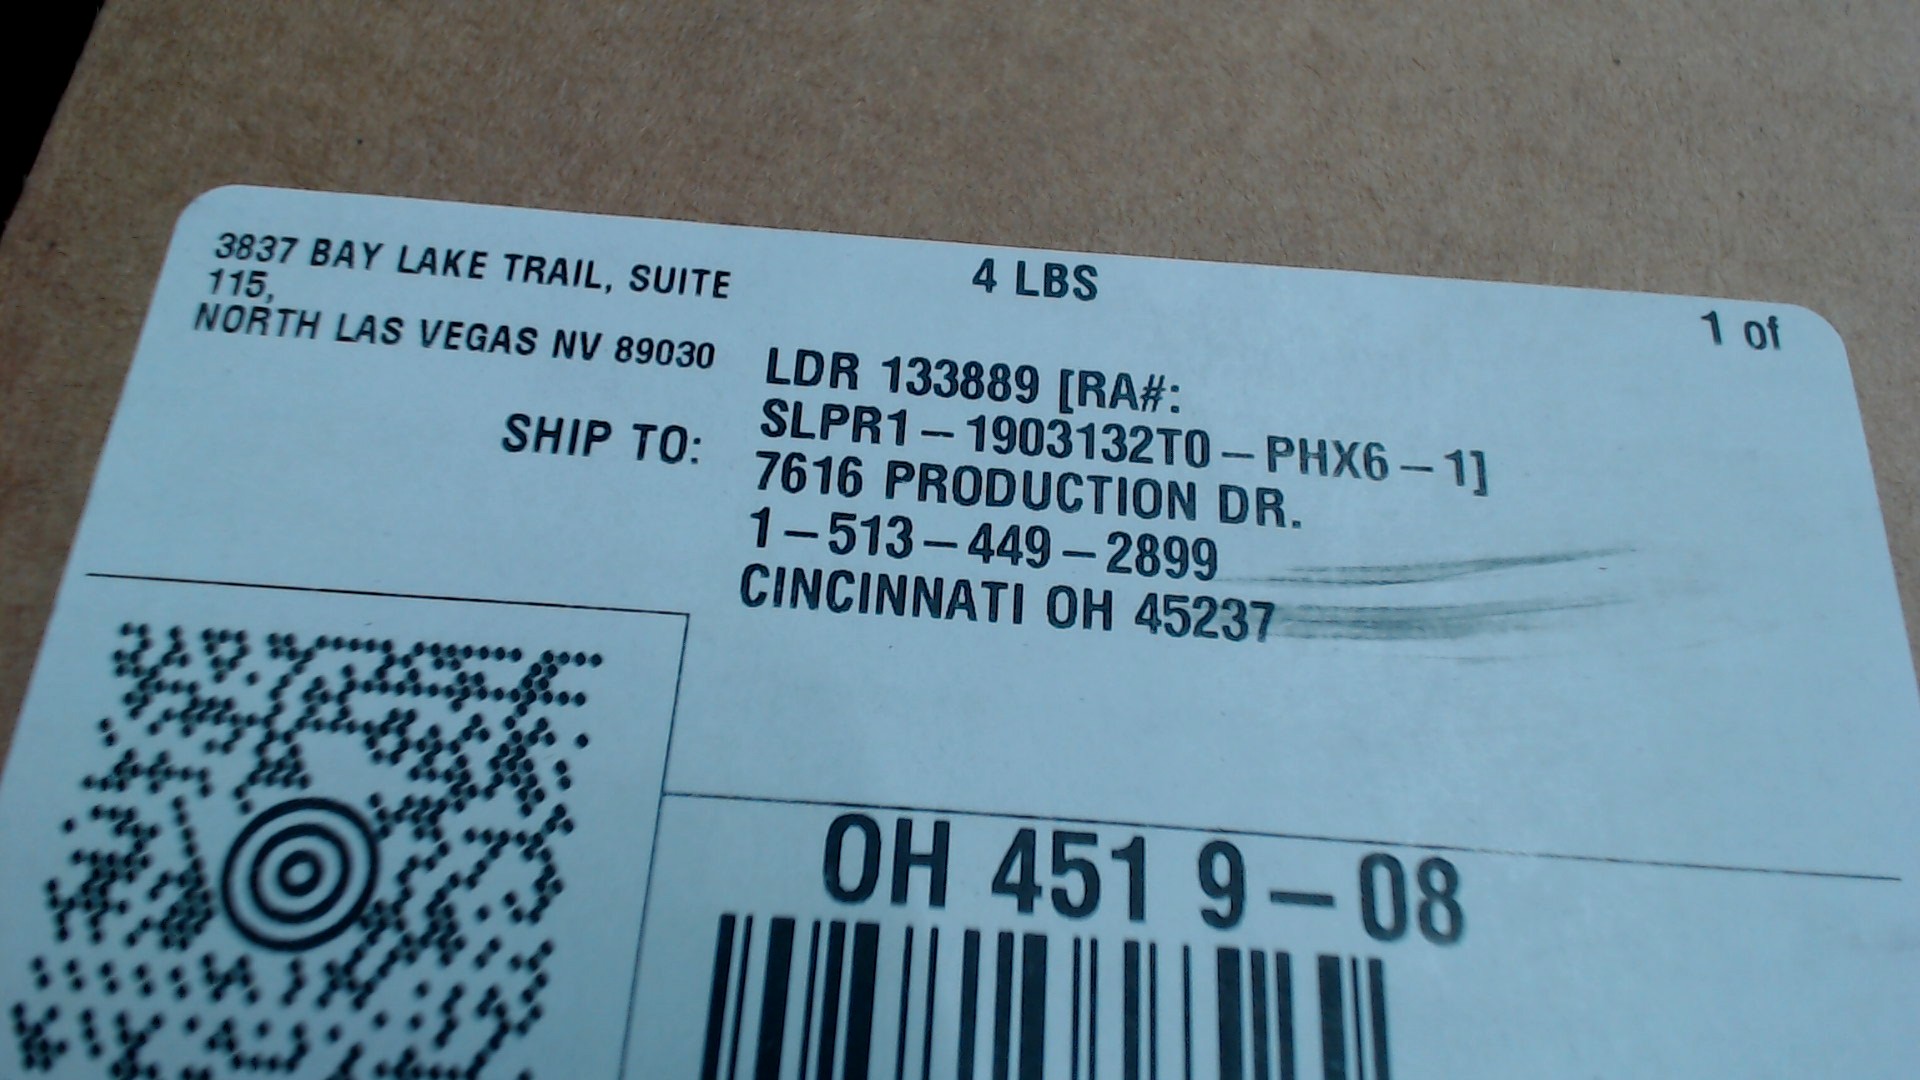 3837 BAY LAKE TRAIL, SUITE
115,
NORTH LAS VEGAS NV 89030
4 LBS
1 of
SHIP TO:
LDR 133889 [RA#:
SLPR1-1903132T0-PHX6-1]
7616 PRODUCTION DR.
1-513-449-2899
CINCINNATI OH 45237
OH 451 9-08